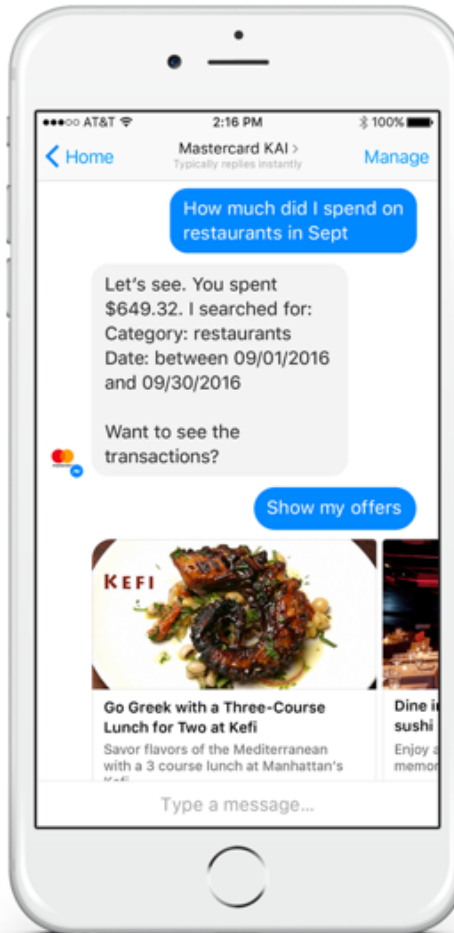 AT&T 2:16 PM 100%
Home Mastercard KAI > Manage
Typically replies instantly
How much did I spend on
restaurants in Sept
Let's see. You spent
$649.32. I searched for:
Category: restaurants
Date: between 09/01/2016
and 09/30/2016
Want to see the
transactions?
Show my offers
KEFI
Go Greek with a Three-Course
Lunch for Two at Kefi
Savor flavors of the Mediterranean
with a 3 course lunch at Manhattan's
Dine i
sushi
Enjoy a
memor
Type a message...